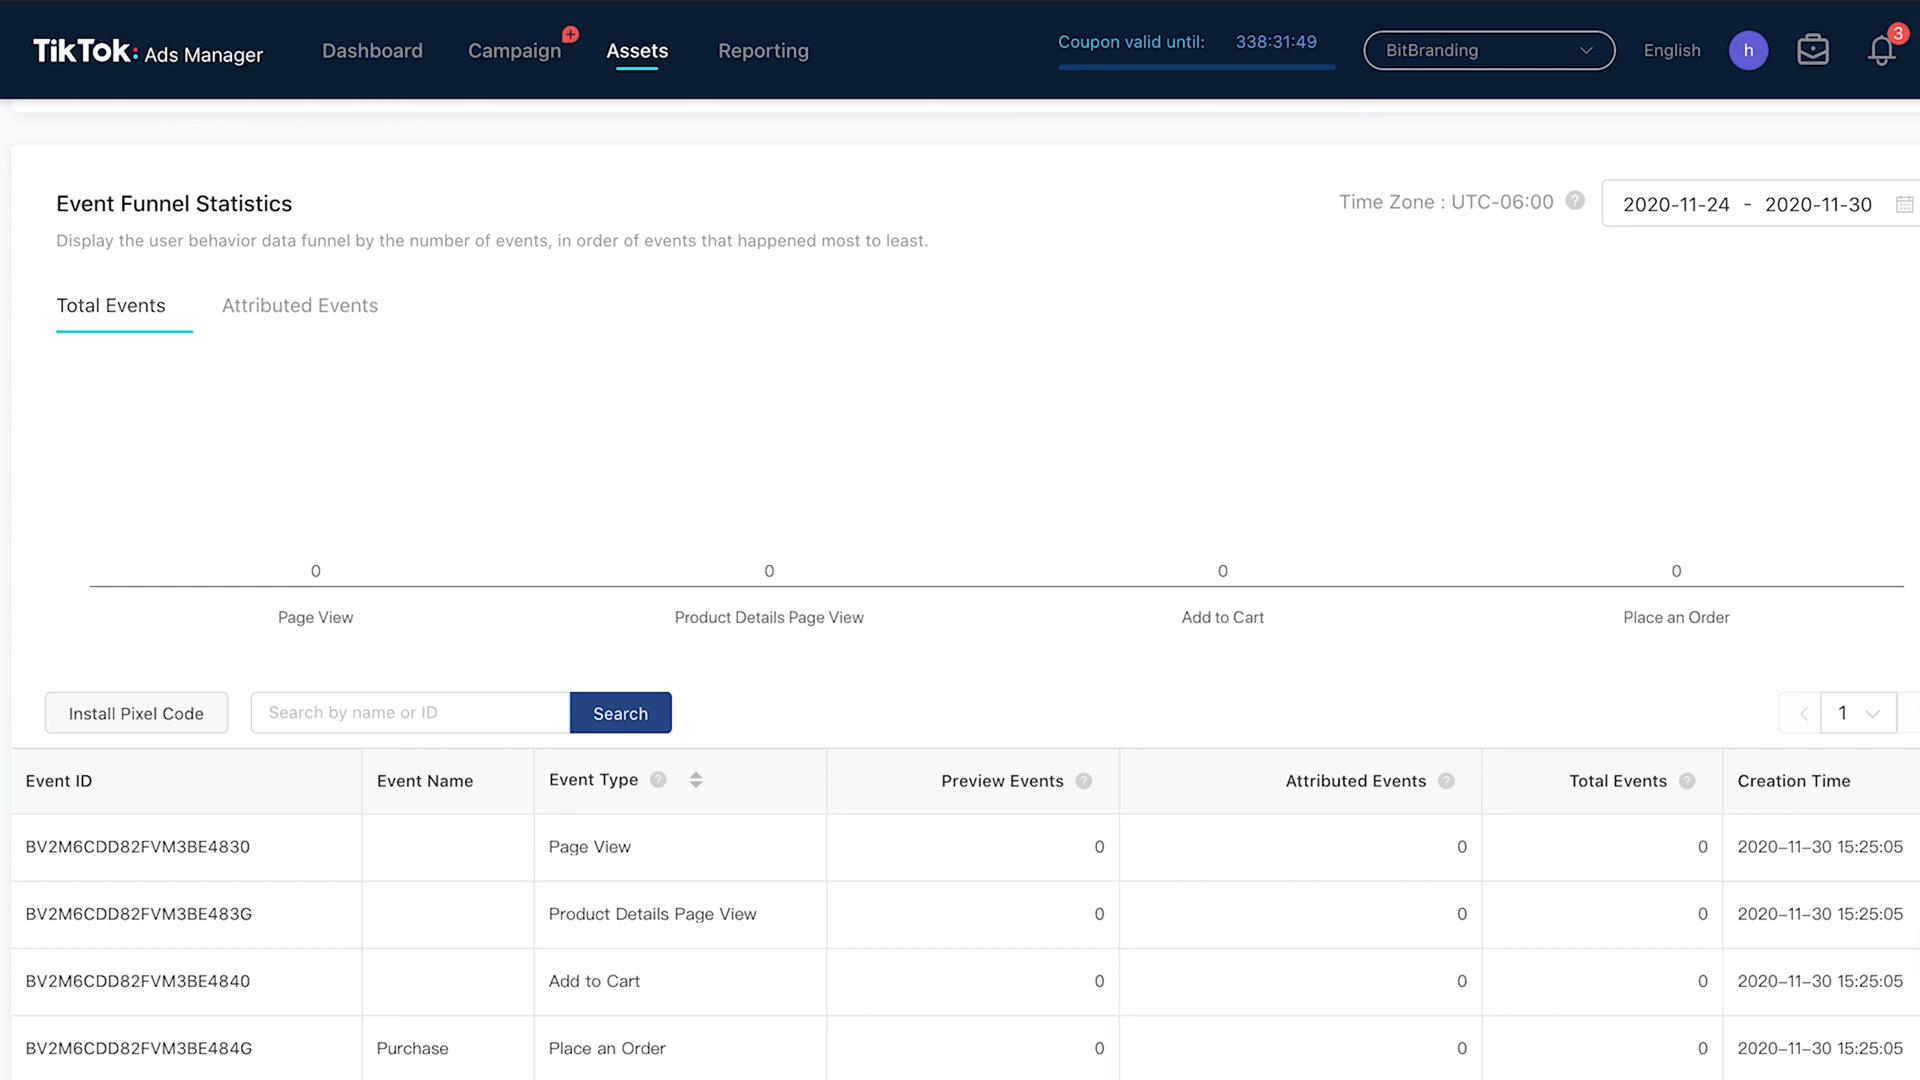 TikTok: Ads Manager
Dashboard
Campaign
Assets
Reporting
Coupon valid until: 338:31:49
BitBranding
English
h
3
Event Funnel Statistics
Time Zone : UTC-06:00 ?
2020-11-24 - 2020-11-30
Display the user behavior data funnel by the number of events, in order of events that happened most to least.
Total Events
Attributed Events
0 0 0 0
Page View
Product Details Page View
Add to Cart
Place an Order
Install Pixel Code
Search by name or ID
Search
1
Event ID Event Name Event Type ? Preview Events ? Attributed Events ? Total Events ? Creation Time
BV2M6CDD82FVM3BE4830 Page View 0 0 0 2020-11-30 15:25:05
BV2M6CDD82FVM3BE483G Product Details Page View 0 0 0 2020-11-30 15:25:05
BV2M6CDD82FVM3BE4840 Add to Cart 0 0 0 2020-11-30 15:25:05
BV2M6CDD82FVM3BE484G Purchase Place an Order 0 0 0 2020-11-30 15:25:05